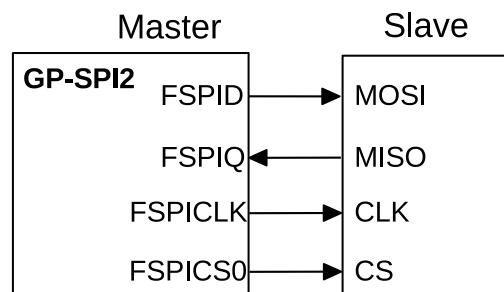 Master Slave
GP-SPI2
FSPID MOSI
FSPIQ MISO
FSPICLK CLK
FSPICS0 CS